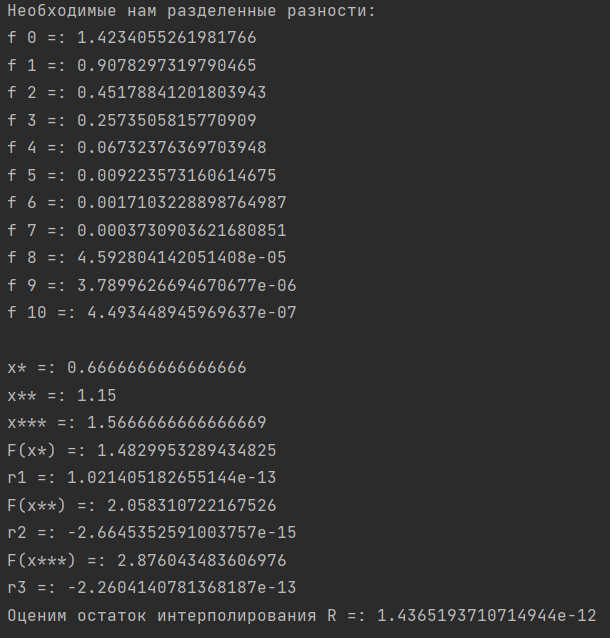 Необходимые нам разделенные разности:
f 0 =: 1.4234055261981766
f 1 =: 0.9078297319790465
f 2 =: 0.45178841201803943
f 3 =: 0.2573505815770909
f 4 =: 0.06732376369703948
f 5 =: 0.009223573160614675
f 6 =: 0.0017103228898764987
f 7 =: 0.0003730903621680851
f 8 =: 4.592804142051408e-05
f 9 =: 3.7899626694670677e-06
f 10 =: 4.493448945969637e-07
x* =: 0.6666666666666666
x** =: 1.15
x*** =: 1.5666666666666669
F(x*) =: 1.4829953289434825
r1 =: 1.021405182655144e-13
F(x**) =: 2.058310722167526
r2 =: -2.6645352591003757e-15
F(x***) =: 2.876043483606976
r3 =: -2.2604140781368187e-13
Оценим остаток интерполирования R =: 1.4365193710714944e-12